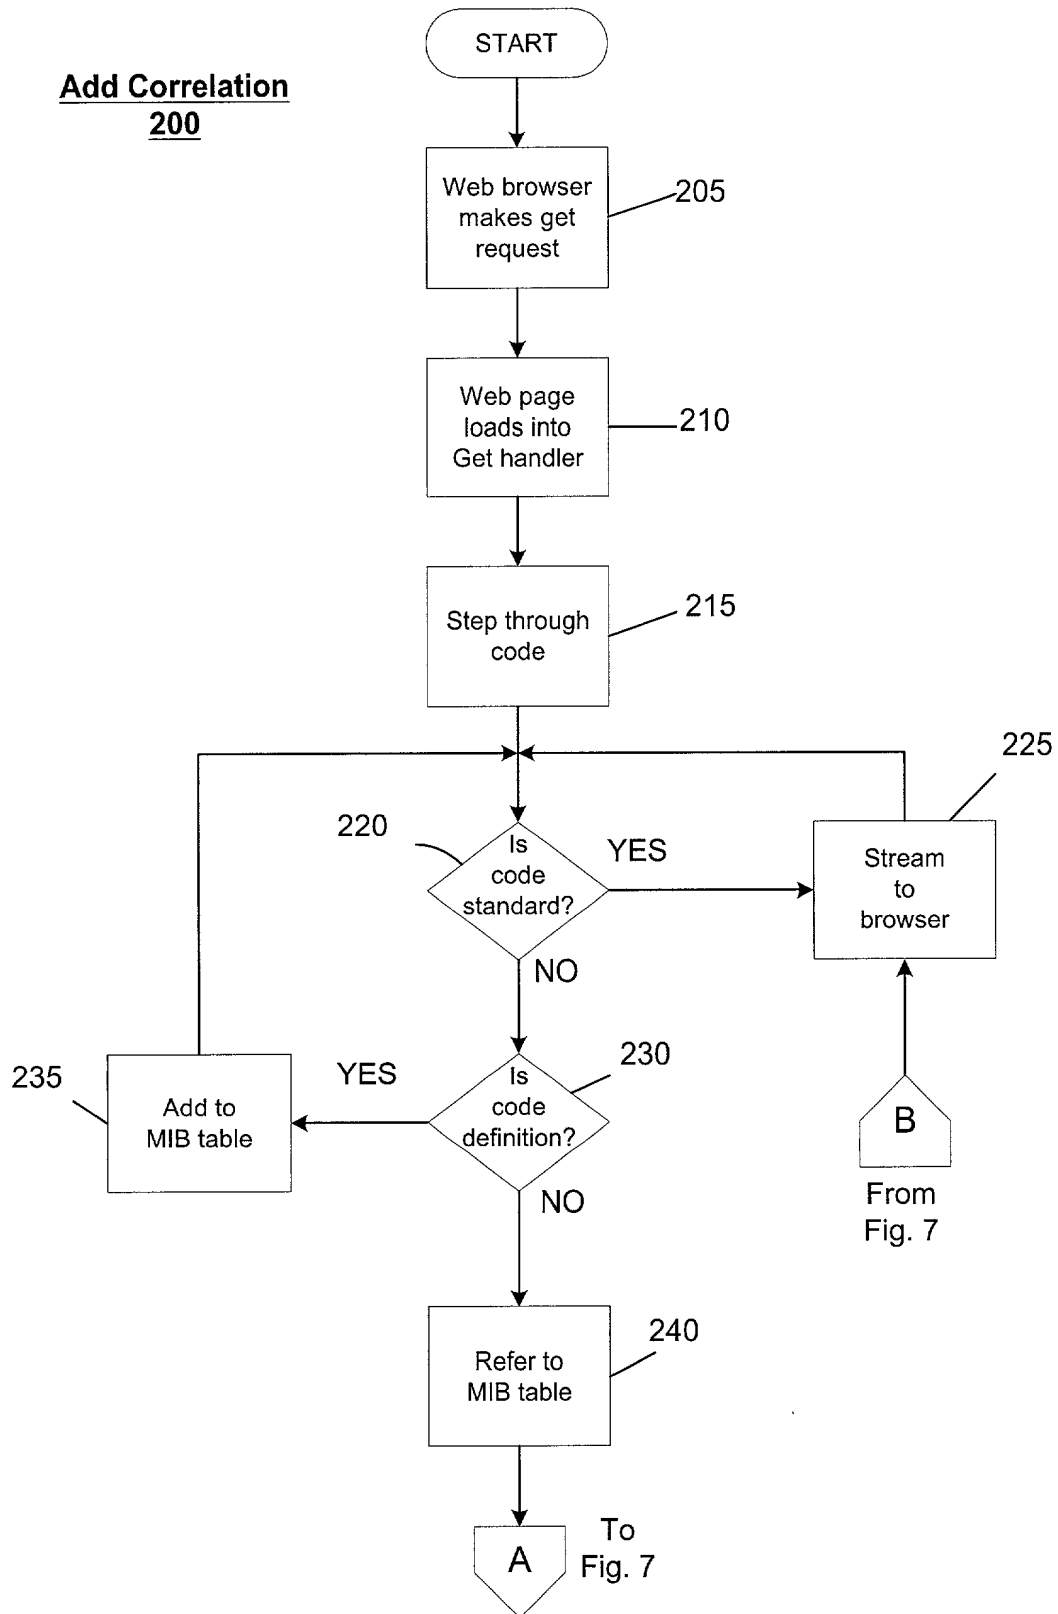 START
Add Correlation
200
Web browser
makes get
request
205
Web page
loads into
Get handler
210
Step through
code
215
225
220
Is
code
standard?
YES
Stream
to
browser
NO
235
Add to
MIB table
YES
230
Is
code
definition?
NO
B
From
Fig. 7
Refer to
MIB table
240
A
To
Fig. 7